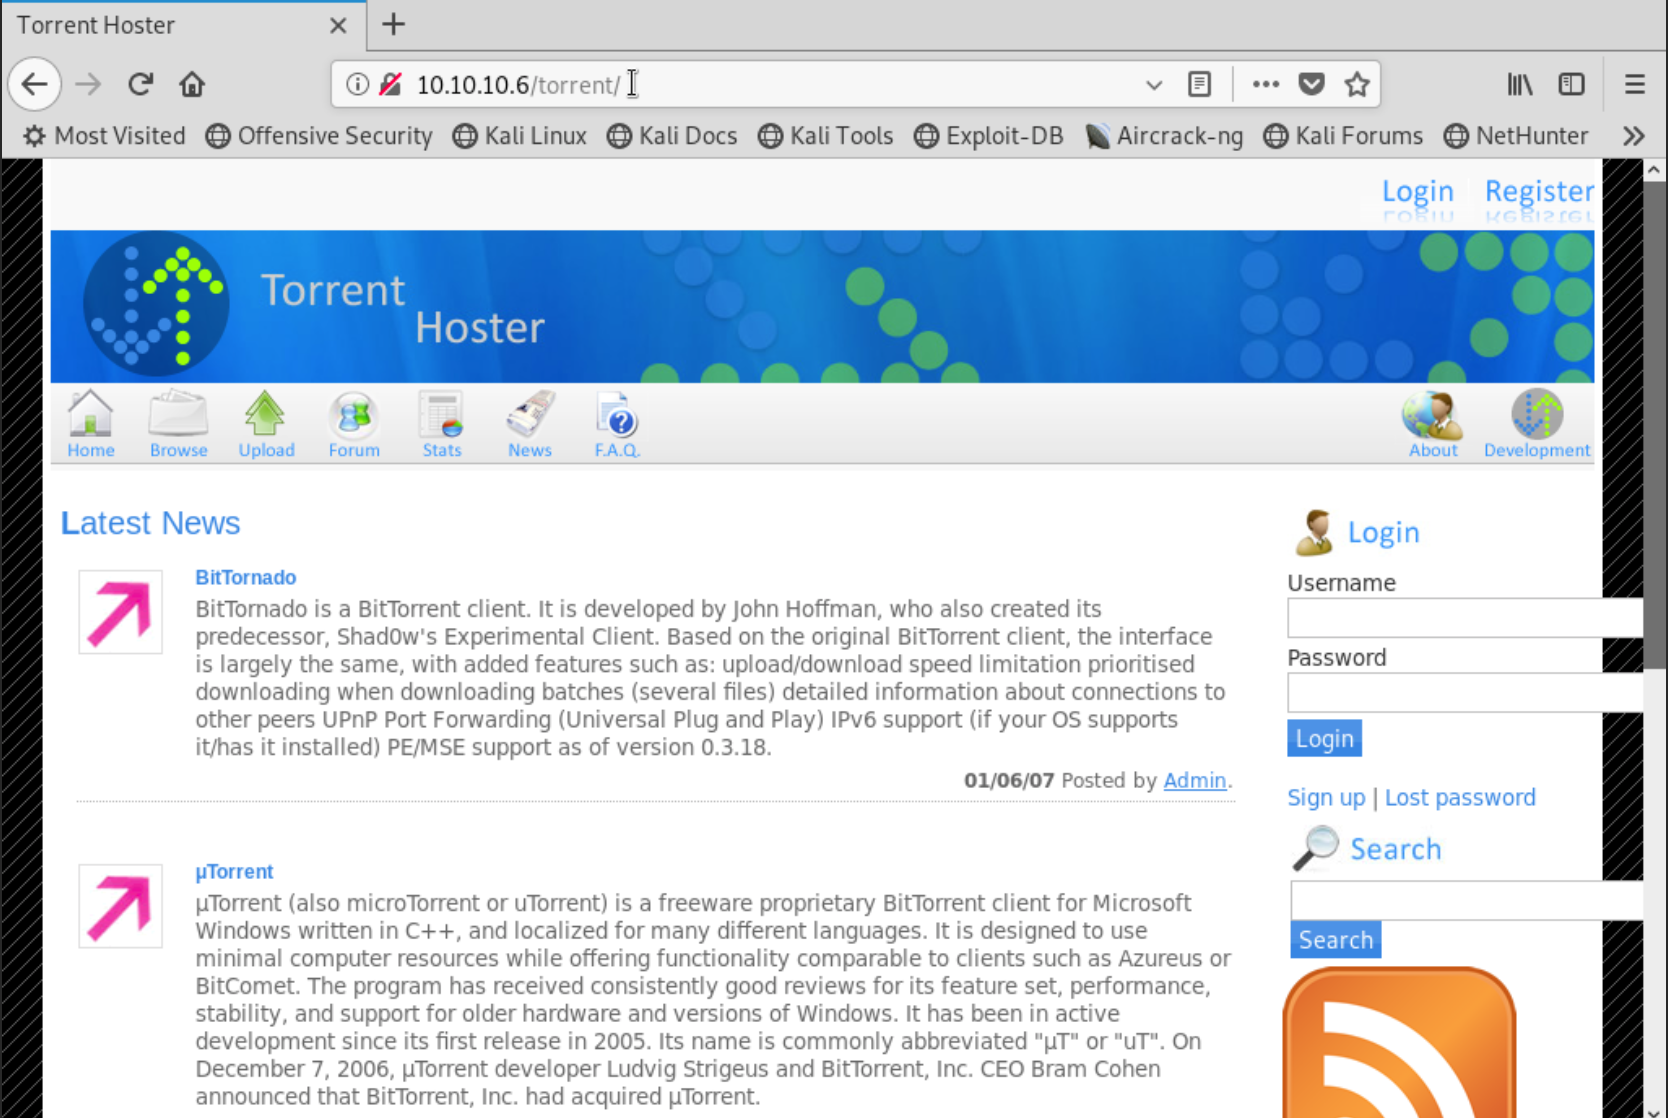 Torrent Hoster
10.10.10.6/torrent/
Most Visited Offensive Security Kali Linux Kali Docs Kali Tools Exploit-DB Aircrack-ng Kali Forums NetHunter
Login Register
Torrent
Hoster
Home Browse Upload Forum Stats News F.A.Q. About Development
Latest News
BitTornado
BitTornado is a BitTorrent client. It is developed by John Hoffman, who also created its
predecessor, Shad0w's Experimental Client. Based on the original BitTorrent client, the interface
is largely the same, with added features such as: upload/download speed limitation prioritised
downloading when downloading batches (several files) detailed information about connections to
other peers UPnP Port Forwarding (Universal Plug and Play) IPv6 support (if your OS supports
it/has it installed) PE/MSE support as of version 0.3.18.
01/06/07 Posted by Admin.
µTorrent
µTorrent (also microTorrent or uTorrent) is a freeware proprietary BitTorrent client for Microsoft
Windows written in C++, and localized for many different languages. It is designed to use
minimal computer resources while offering functionality comparable to clients such as Azureus or
BitComet. The program has received consistently good reviews for its feature set, performance,
stability, and support for older hardware and versions of Windows. It has been in active
development since its first release in 2005. Its name is commonly abbreviated "µT" or "uT". On
December 7, 2006, µTorrent developer Ludvig Strigeus and BitTorrent, Inc. CEO Bram Cohen
announced that BitTorrent, Inc. had acquired µTorrent.
Login
Username
Password
Login
Sign up | Lost password
Search
Search